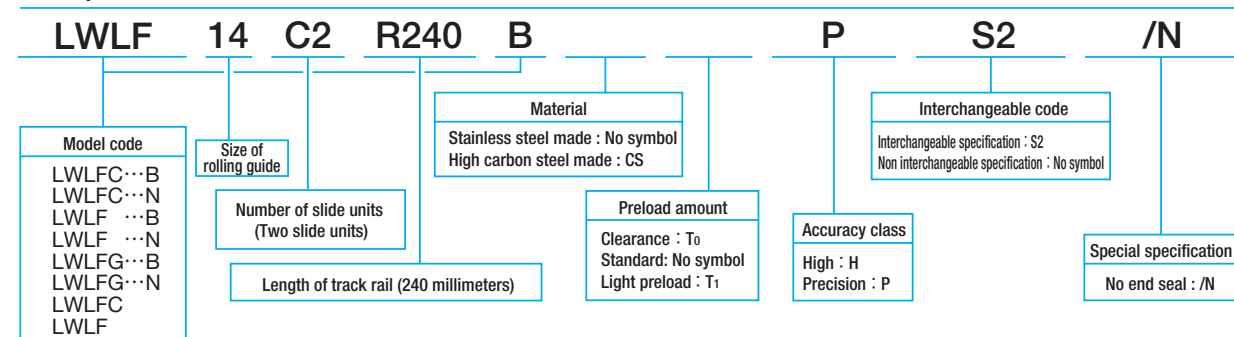 LWLF 14 C2 R240 B P S2 /N
Model code
LWLFC⋯B
LWLFC⋯N
LWLF ⋯B
LWLF ⋯N
LWLFG⋯B
LWLFG⋯N
LWLFC
LWLF
Size of
rolling guide
Number of slide units
(Two slide units)
Length of track rail (240 millimeters)
Material
Stainless steel made : No symbol
High carbon steel made : CS
Preload amount
Clearance : T0
Standard: No symbol
Light preload : T1
Accuracy class
High : H
Precision : P
Interchangeable code
Interchangeable specification : S2
Non interchangeable specification : No symbol
Special specification
No end seal : /N